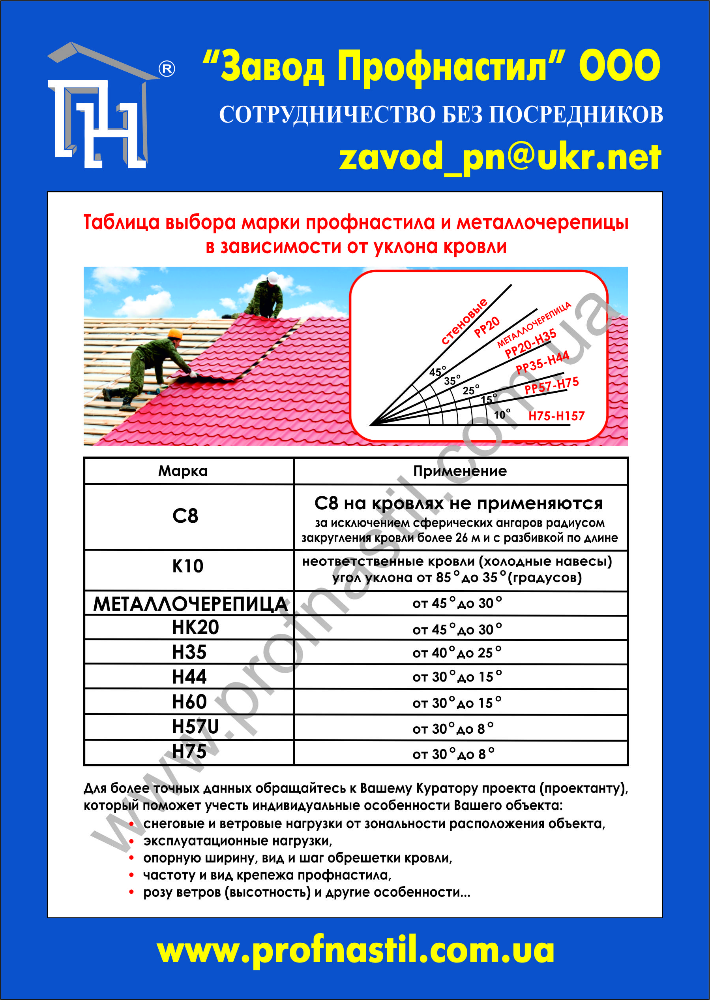 ПН ®
“Завод Профнастил” ООО
СОТРУДНИЧЕСТВО БЕЗ ПОСРЕДНИКОВ
zavod_pn@ukr.net
Таблица выбора марки профнастила и металлочерепицы
в зависимости от уклона кровли
стеновые
РР20
МЕТАЛЛОЧЕРЕПИЦА
РР20-Н35
РР35-Н44
РР57-Н75
Н75-Н157
45°
35°
25°
15°
10°
Марка Применение
С8 С8 на кровлях не применяются
за исключением сферических ангаров радиусом
закругления кровли более 26 м и с разбивкой по длине
К10 неответственные кровли (холодные навесы)
угол уклона от 85° до 35° (градусов)
МЕТАЛЛОЧЕРЕПИЦА от 45° до 30°
НК20 от 45° до 30°
Н35 от 40° до 25°
Н44 от 30° до 15°
Н60 от 30° до 15°
Н57U от 30° до 8°
Н75 от 30° до 8°
Для более точных данных обращайтесь к Вашему Куратору проекта (проектанту),
который поможет учесть индивидуальные особенности Вашего объекта:
• снеговые и ветровые нагрузки от зональности расположения объекта,
• эксплуатационные нагрузки,
• опорную ширину, вид и шаг обрешетки кровли,
• частоту и вид крепежа профнастила,
• розу ветров (высотность) и другие особенности...
www.profnastil.com.ua
www.profnastil.com.ua